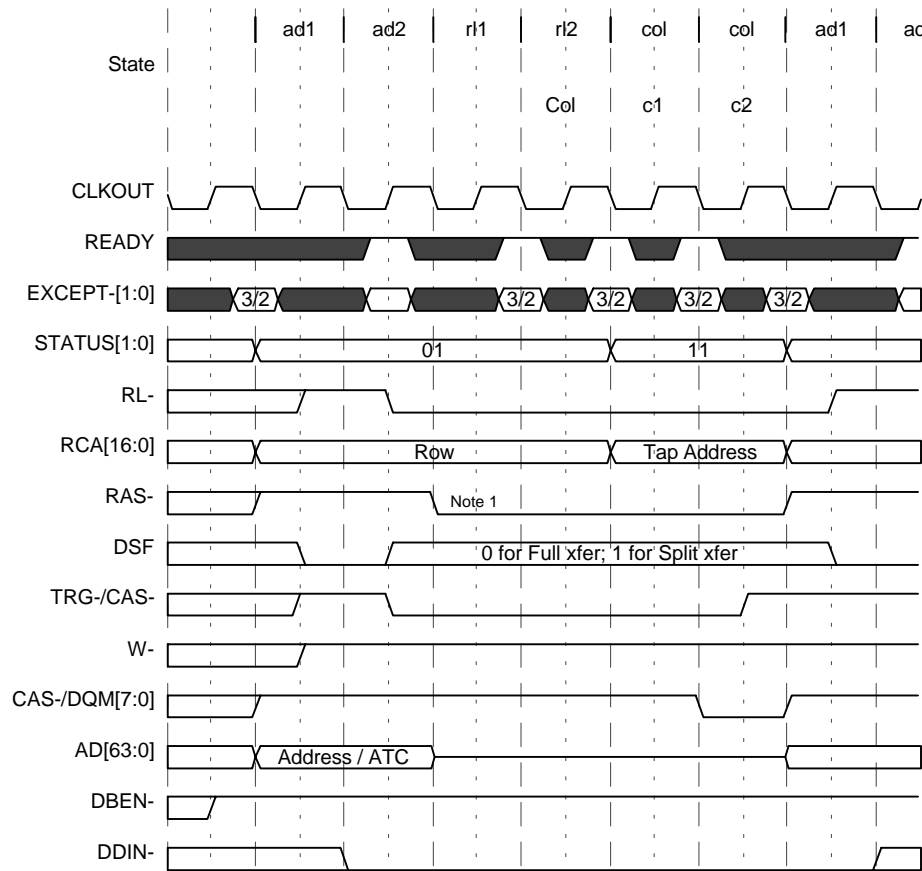 ad1 ad2 rl1 rl2 col col ad1
State
Col c1 c2
CLKOUT
READY
EXCEPT-[1:0] 3/2 3/2 3/2 3/2 3/2
STATUS[1:0] 01 11
RL-
RCA[16:0] Row Tap Address
RAS- Note 1
DSF 0 for Full xfer; 1 for Split xfer
TRG-/CAS-
W-
CAS-/DQM[7:0]
AD[63:0] Address / ATC
DBEN-
DDIN-